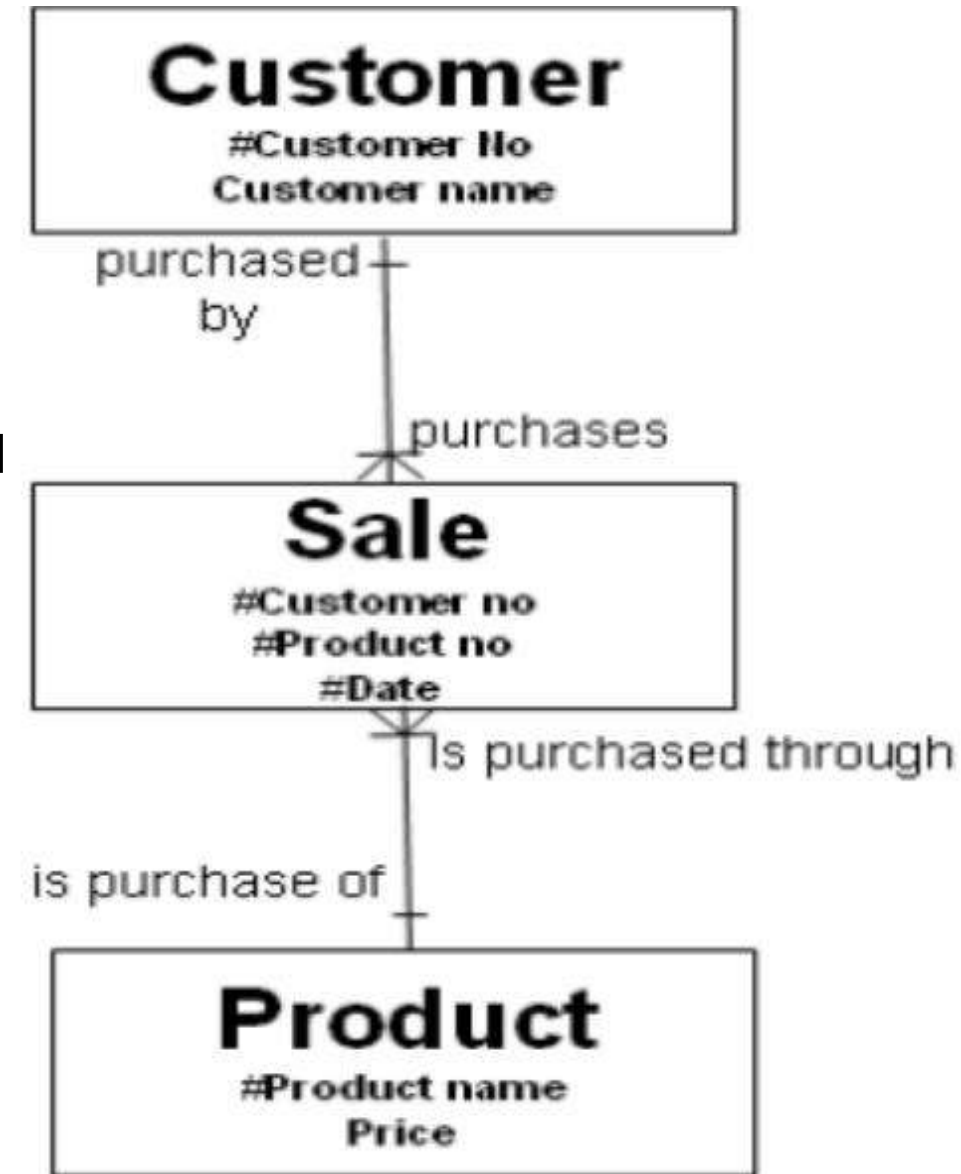 Customer
#Customer No
Customer name
purchased
by
purchases
Sale
#Customer no
#Product no
#Date
Is purchased through
is purchase of
Product
#Product name
Price